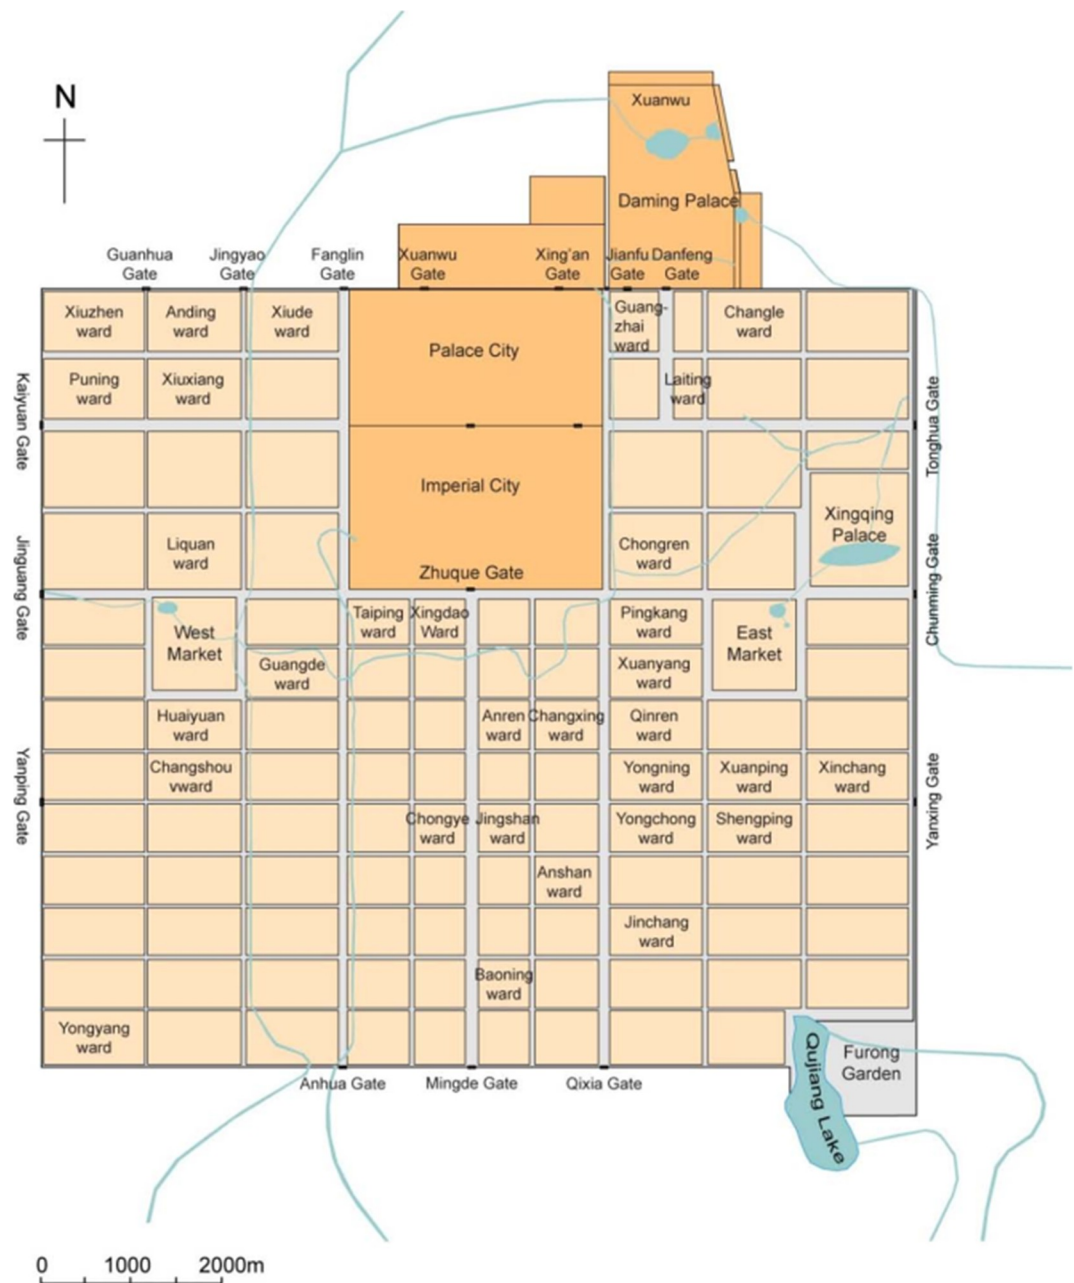 N
Xuanwu
Daming Palace
Guanhua
Gate
Jingyao
Gate
Fanglin
Gate
Xuanwu
Gate
Xing'an
Gate
Jianfu
Gate
Danfeng
Gate
Xiuzhen
ward
Anding
ward
Xiude
ward
Palace City
Guang-
zhai
ward
Changle
ward
Puning
ward
Xiuxiang
ward
Laiting
ward
Kaiyuan Gate
Tonghua Gate
Imperial City
Xingqing
Palace
Liquan
ward
Chongren
ward
Zhuque Gate
Jinguang Gate
Chunming Gate
West
Market
Taiping
ward
Xingdao
Ward
Pingkang
ward
East
Market
Guangde
ward
Xuanyang
ward
Huaiyuan
ward
Anren
ward
Changxing
ward
Qinren
ward
Changshou
vward
Yongning
ward
Xuanping
ward
Xinchang
ward
Yanping Gate
Yanxing Gate
Chongye
ward
Jingshan
ward
Yongchong
ward
Shengping
ward
Anshan
ward
Jinchang
ward
Baoning
ward
Yongyang
ward
Qujiang Lake
Furong
Garden
Anhua Gate
Mingde Gate
Qixia Gate
0 1000 2000m